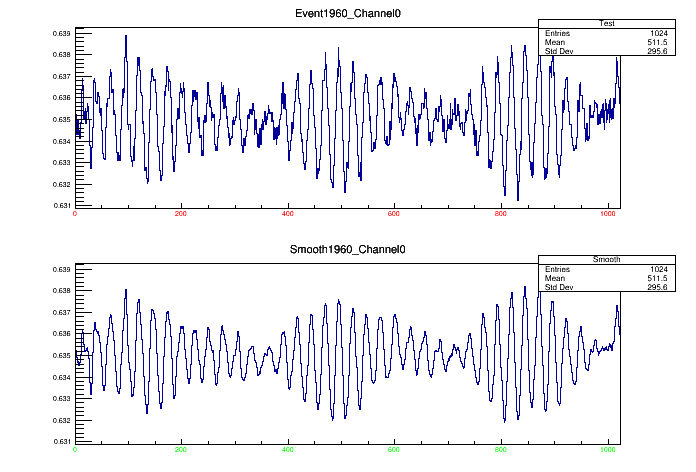 Event1960_Channel0
Test
Entries 1024
Mean 511.5
Std Dev 295.6
0.639
0.638
0.637
0.636
0.635
0.634
0.633
0.632
0.631
0 200 400 600 800 1000
Smooth1960_Channel0
Smooth
Entries 1024
Mean 511.5
Std Dev 295.6
0.639
0.638
0.637
0.636
0.635
0.634
0.633
0.632
0.631
0 200 400 600 800 1000